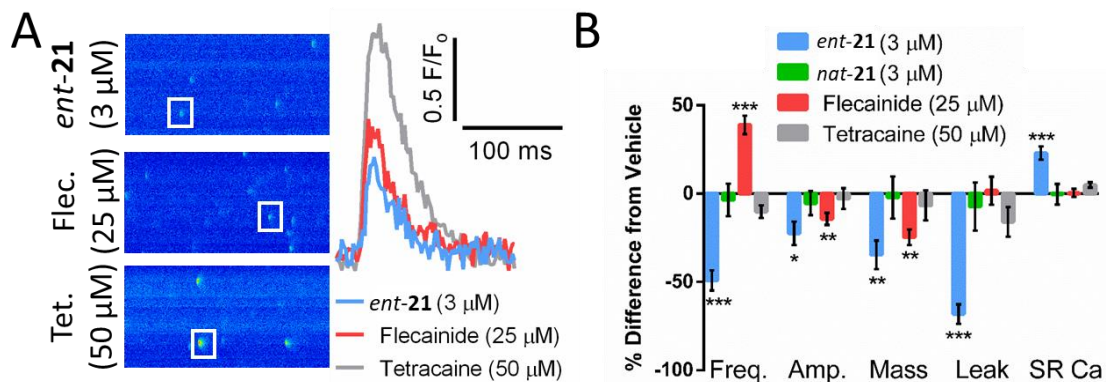 A
ent-21
(3 μM)
Flec.
(25 μM)
Tet.
(50 μM)
0.5 F/Fo
100 ms
ent-21 (3 μM)
Flecainide (25 μM)
Tetracaine (50 μM)
B
ent-21 (3 μM)
nat-21 (3 μM)
Flecainide (25 μM)
Tetracaine (50 μM)
% Difference from Vehicle
50
0
-50
-100
***
***
*
**
**
**
***
***
Freq. Amp. Mass Leak SR Ca